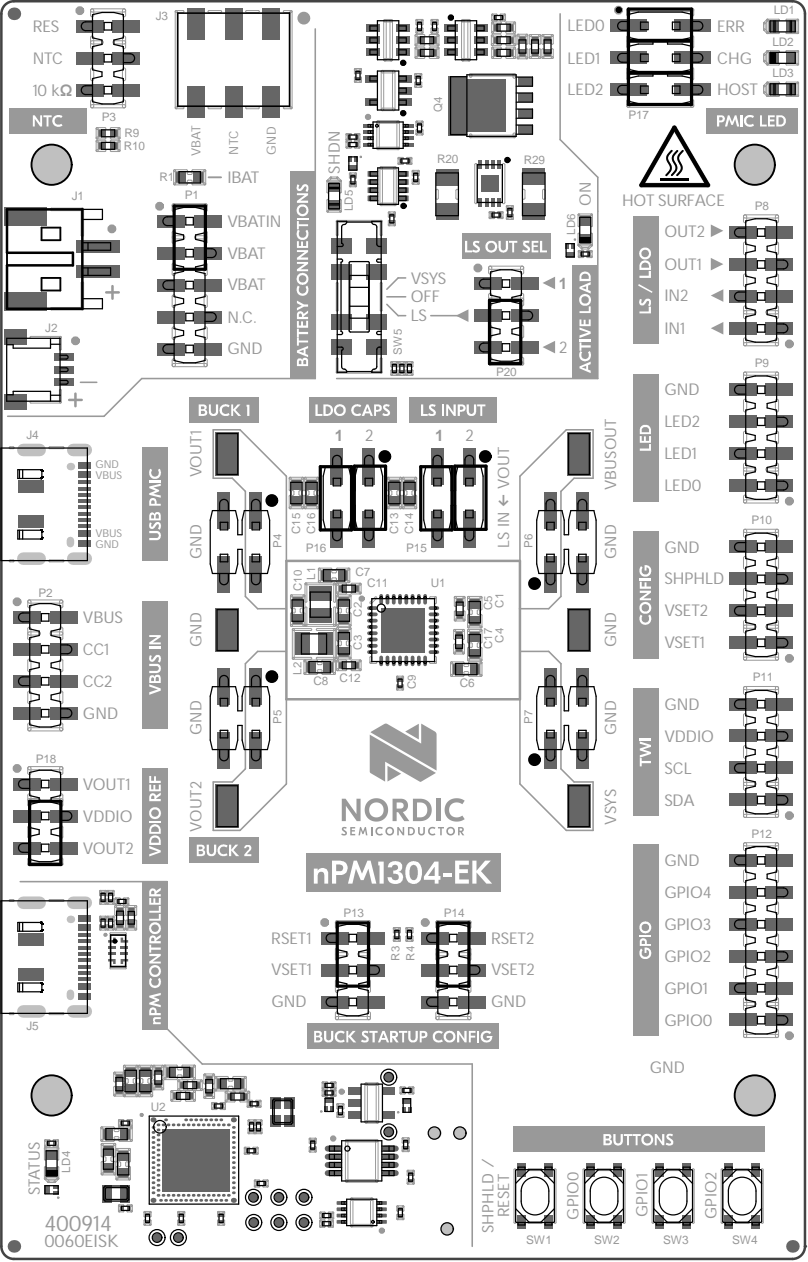 RES
NTC
10 kΩ
P3
NTC
R9
R10
J3
VBAT
NTC
GND
R1
IBAT
P1
VBATIN
VBAT
VBAT
N.C.
GND
BATTERY CONNECTIONS
J1
+
J2
−
+
SHDN
LD5
Q4
R20
R29
LS OUT SEL
VSYS
OFF
LS
SW5
1
2
P20
ON
LD6
ACTIVE LOAD
LED0
LED1
LED2
P17
ERR
CHG
HOST
LD1
LD2
LD3
PMIC LED
HOT SURFACE
LS / LDO
P8
OUT2
OUT1
IN2
IN1
LED
P9
GND
LED2
LED1
LED0
CONFIG
P10
GND
SHPHLD
VSET2
VSET1
TWI
P11
GND
VDDIO
SCL
SDA
GPIO
P12
GND
GPIO4
GPIO3
GPIO2
GPIO1
GPIO0
GND
J4
GND
VBUS
VBUS
GND
USB PMIC
P2
VBUS
CC1
CC2
GND
VBUS IN
P18
VOUT1
VDDIO
VOUT2
VDDIO REF
BUCK 1
VOUT1
GND
P4
GND
GND
P5
VOUT2
BUCK 2
LDO CAPS
1 2
C15
C16
P16
LS INPUT
1 2
C13
C14
P15
LS IN ← VOUT
VBUSOUT
P6
GND
GND
P7
GND
VSYS
C10
L1
C7
C11
C2
C3
L2
C8
C12
U1
C9
C5
C1
C17
C4
C6
NORDIC
SEMICONDUCTOR
nPM1304-EK
P13
RSET1
VSET1
GND
R3
R4
P14
RSET2
VSET2
GND
BUCK STARTUP CONFIG
nPM CONTROLLER
J5
U2
STATUS
LD4
400914
0060EISK
BUTTONS
SHPHLD /
RESET
SW1
GPIO0
SW2
GPIO1
SW3
GPIO2
SW4